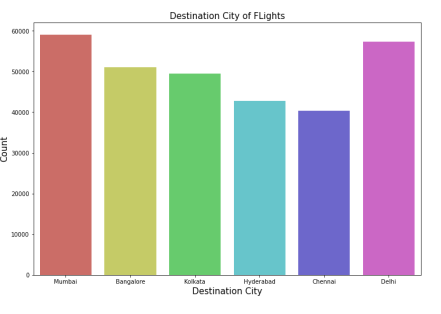 Destination City of FLights
60000
50000
40000
30000
20000
10000
0
Count
Mumbai Bangalore Kolkata Hyderabad Chennai Delhi
Destination City